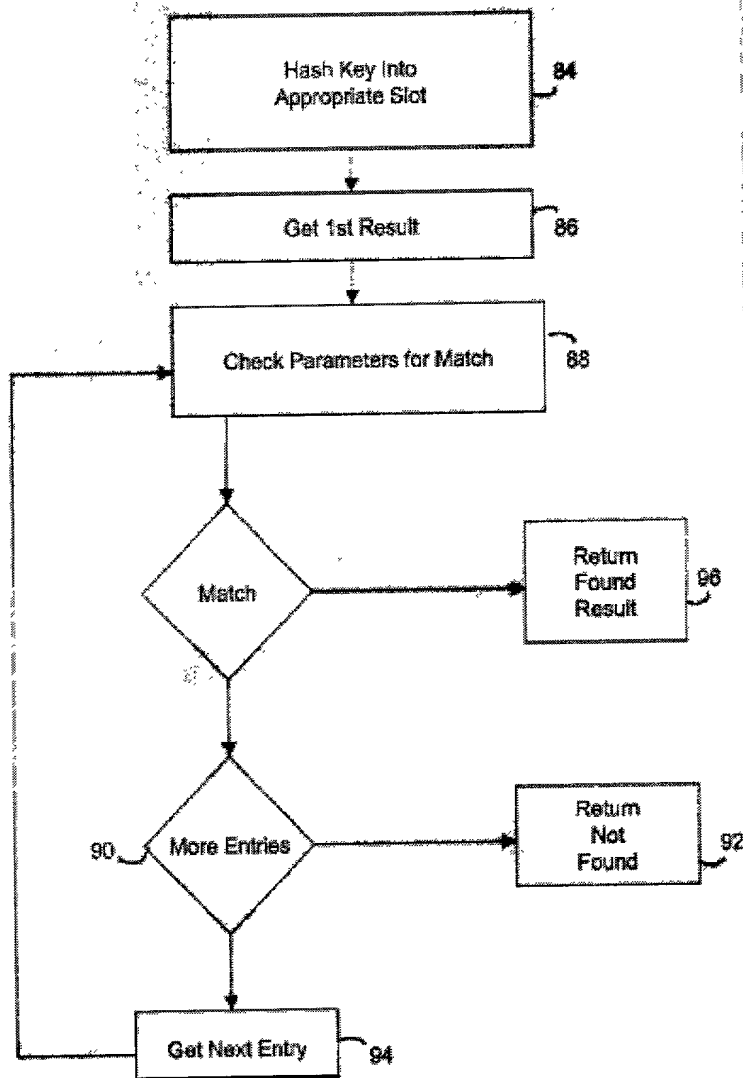 Hash Key Into
Appropriate Slot
84
Get 1st Result
86
Check Parameters for Match
88
Match
Return
Found
Result
96
90
More Entries
Return
Not
Found
92
Get Next Entry
94